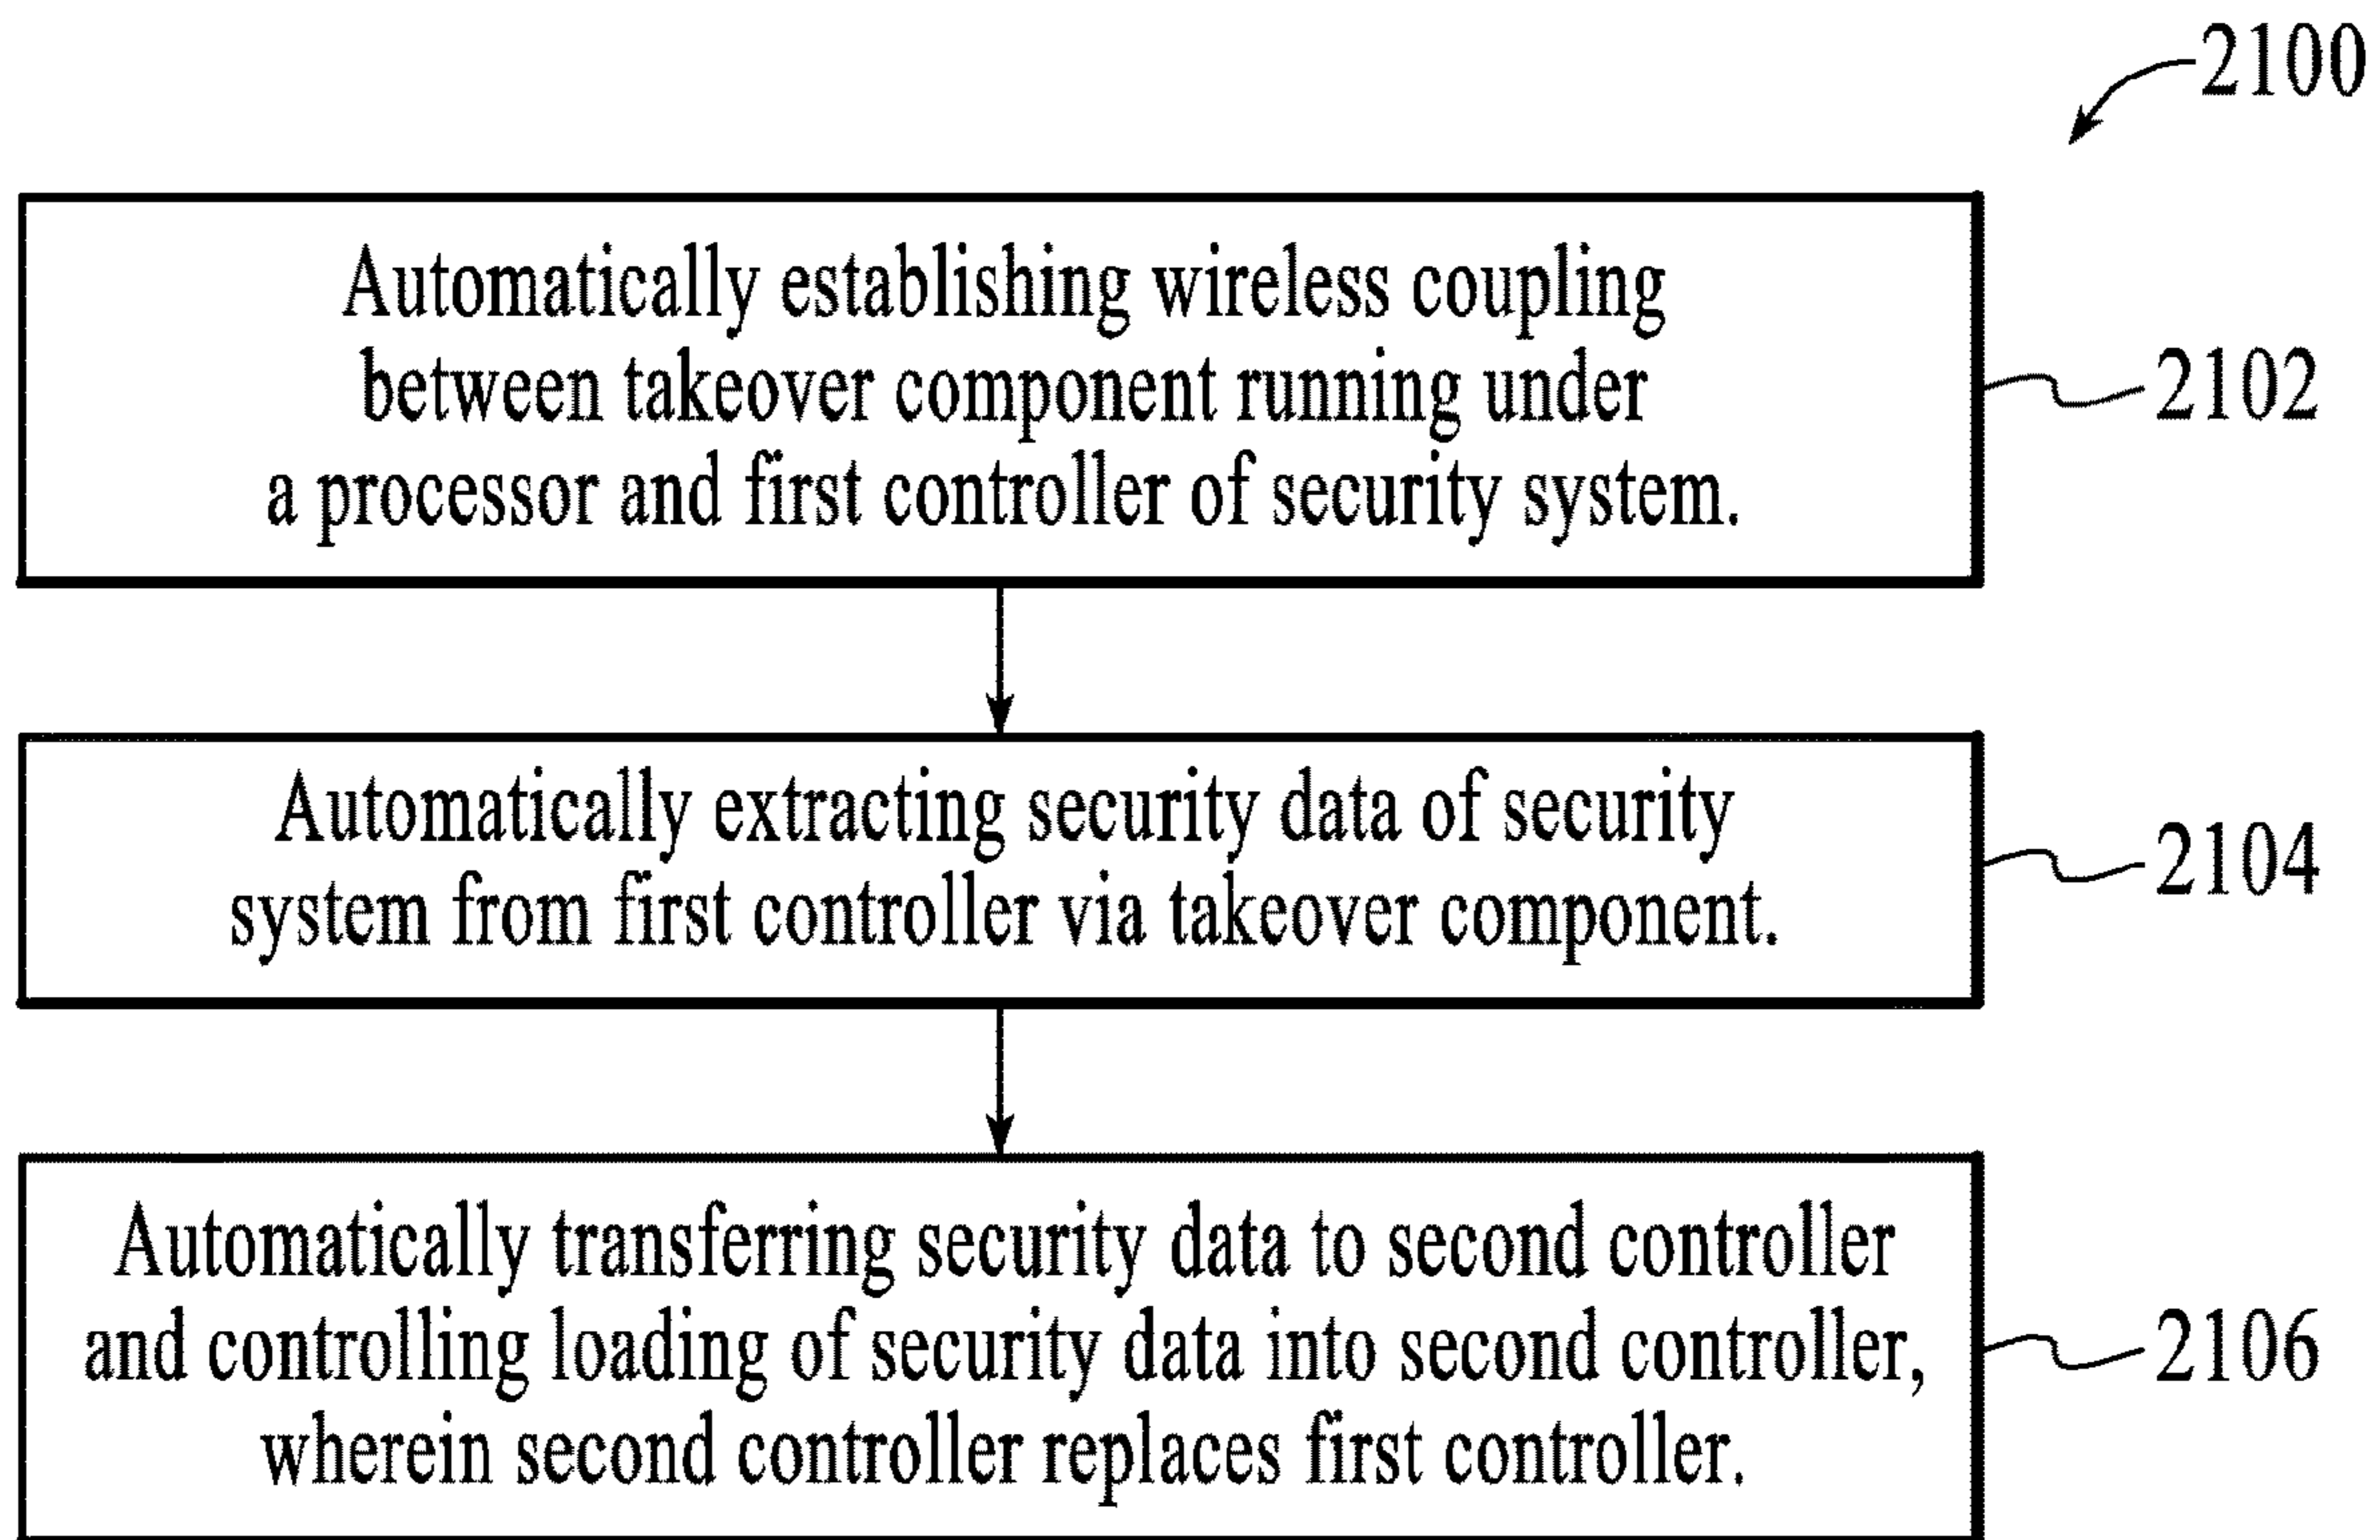 2100
Automatically establishing wireless coupling
between takeover component running under
a processor and first controller of security system.
2102
Automatically extracting security data of security
system from first controller via takeover component.
2104
Automatically transferring security data to second controller
and controlling loading of security data into second controller,
wherein second controller replaces first controller.
2106